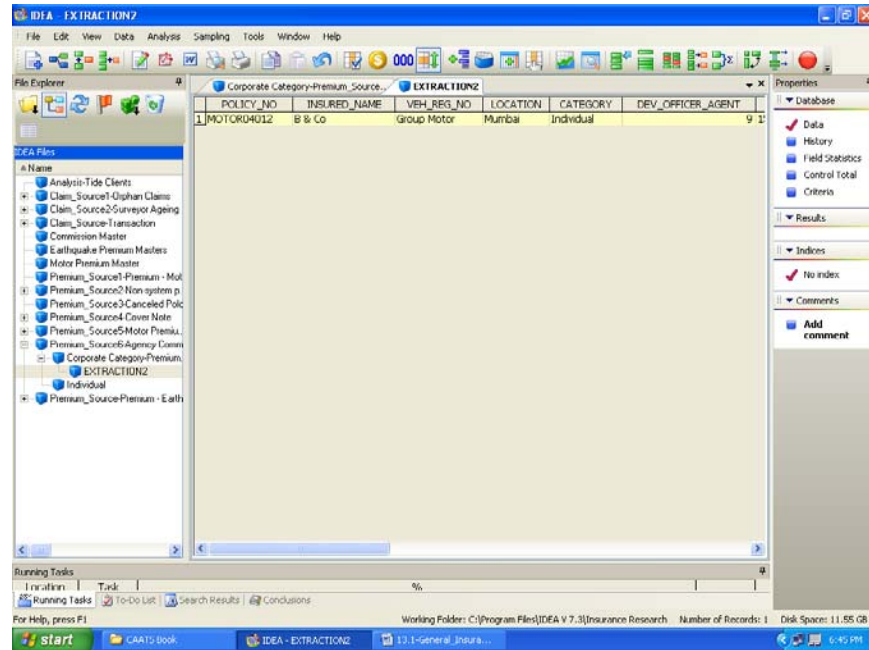 IDEA - EXTRACTION2
File Edit View Data Analysis Sampling Tools Window Help
File Explorer
IDEA Files
Name
Analysis-Tide Clients
Claim_Source1-Orphan Claims
Claim_Source2-Surveyor Ageing
Claim_Source-Transaction
Commission Master
Earthquake Premium Masters
Motor Premium Master
Premium_Source1-Premium - Mot
Premium_Source2-Non-system p
Premium_Source3-Canceled Polic
Premium_Source4-Cover Note
Premium_Source5-Motor Premiu..
Premium_Source6-Agency Comm
Corporate Category-Premium.
EXTRACTION2
Individual
Premium_Source-Premium - Earth
Corporate Category-Premium_Source.. EXTRACTION2
POLICY_NO INSURED_NAME VEH_REG_NO LOCATION CATEGORY DEV_OFFICER_AGENT
1 MOTOR04012 B & Co Group Motor Mumbai Individual 9
Properties
Database
Data
History
Field Statistics
Control Total
Criteria
Results
Indices
No index
Comments
Add comment
Running Tasks
Location Task %
Running Tasks To-Do List Search Results Conclusions
For Help, press F1 Working Folder: C:\Program Files\IDEA V 7.3\Insurance Research Number of Records: 1 Disk Space: 11.55 GB
start CAATS Book IDEA - EXTRACTION2 13.1-General_Insura... 6:45 PM